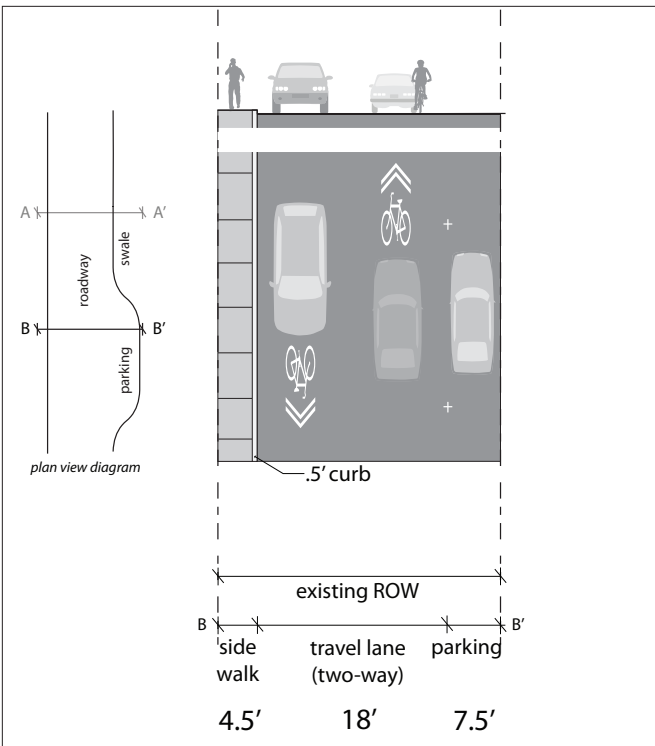 A
A'
swale
roadway
B
B'
parking
plan view diagram
.5' curb
existing ROW
B
B'
side
walk
travel lane
(two-way)
parking
4.5'
18'
7.5'